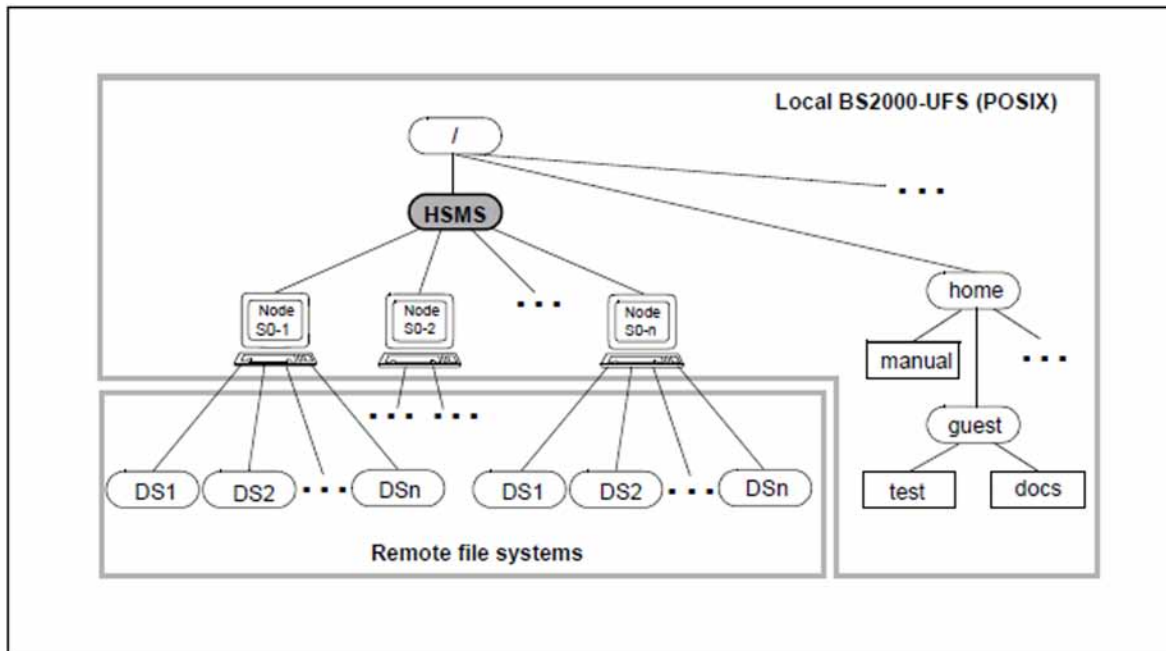 Local BS2000-UFS (POSIX)
/
. . .
HSMS
. . .
home
Node
S0-1
Node
S0-2
Node
S0-n
manual
. . .
. . . . . .
guest
DS1
DS2
. . .
DSn
DS1
DS2
. . .
DSn
test
docs
Remote file systems